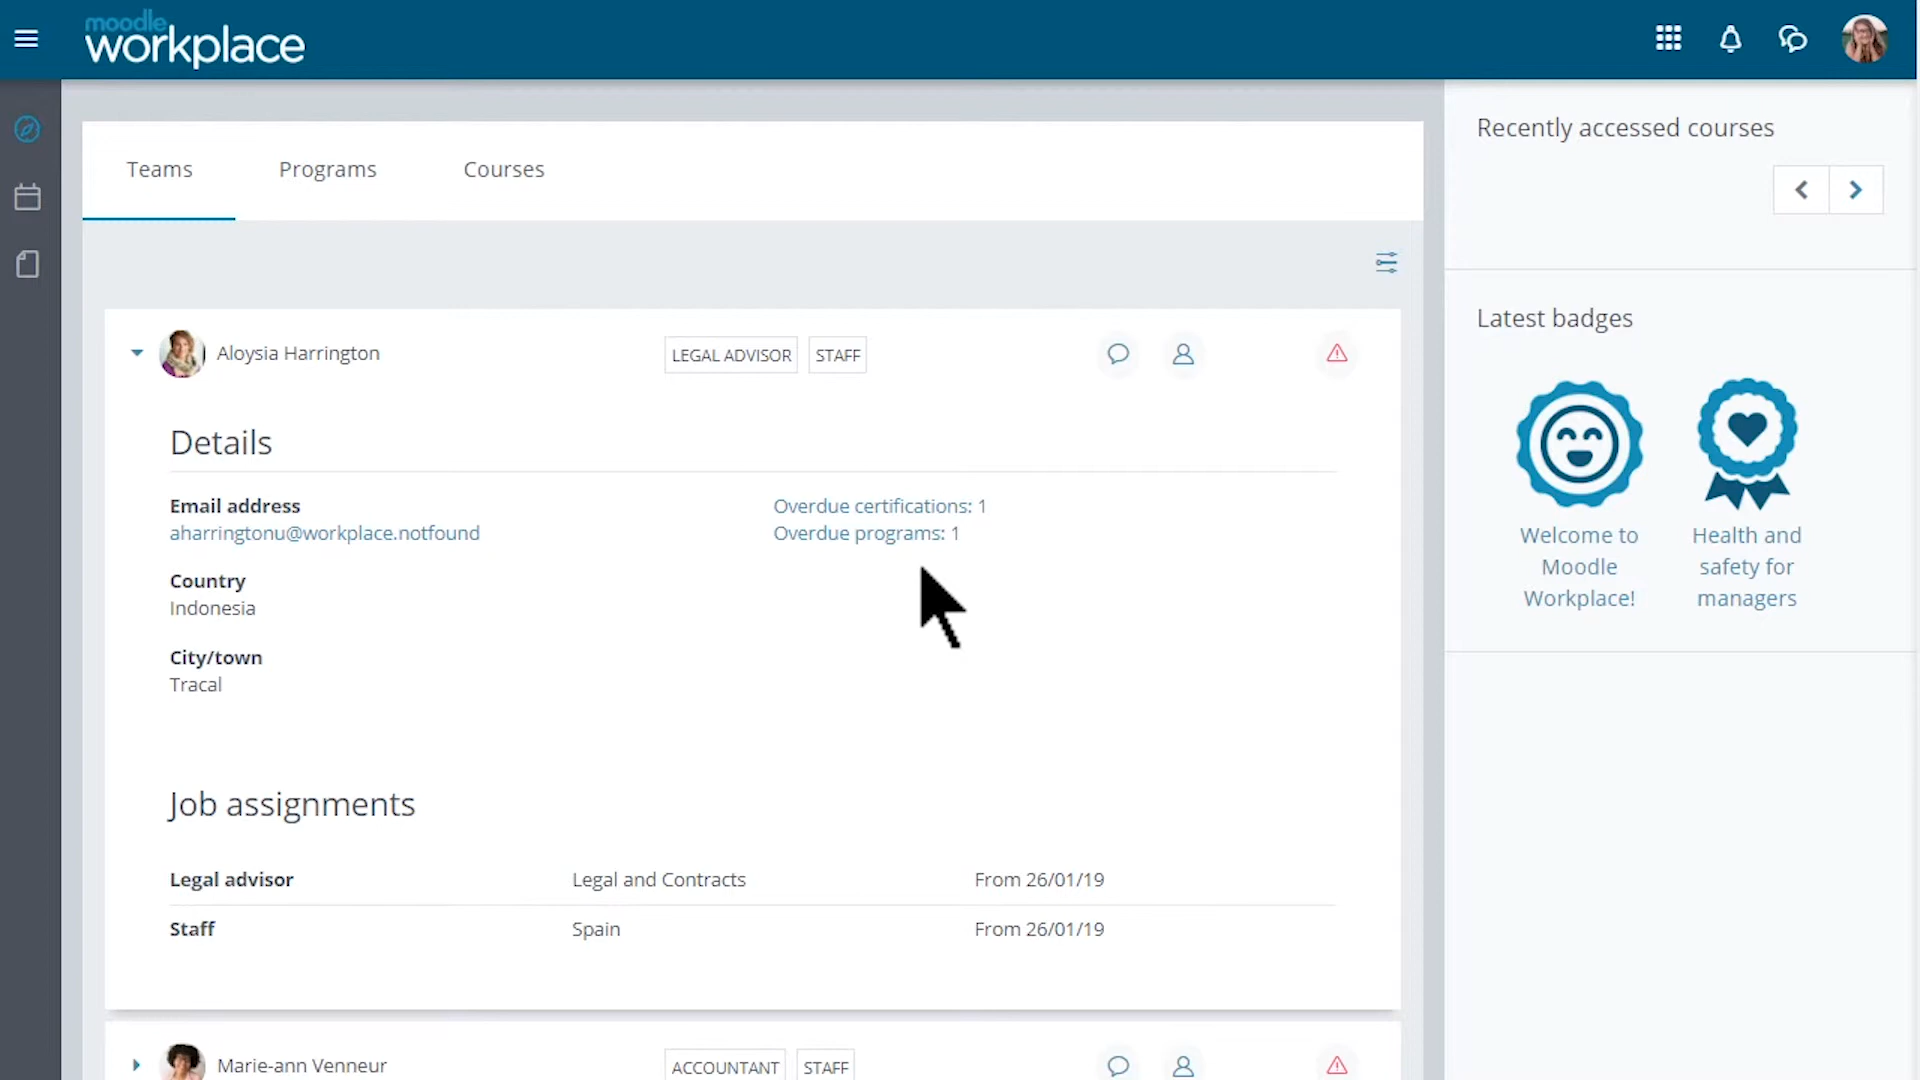 moodle
workplace
Teams
Programs
Courses
Recently accessed courses
Aloysia Harrington
LEGAL ADVISOR
STAFF
Details
Email address
aharringtonu@workplace.notfound
Overdue certifications: 1
Overdue programs: 1
Country
Indonesia
City/town
Tracal
Job assignments
Legal advisor
Legal and Contracts
From 26/01/19
Staff
Spain
From 26/01/19
Marie-ann Venneur
ACCOUNTANT
STAFF
Latest badges
Welcome to
Moodle
Workplace!
Health and
safety for
managers